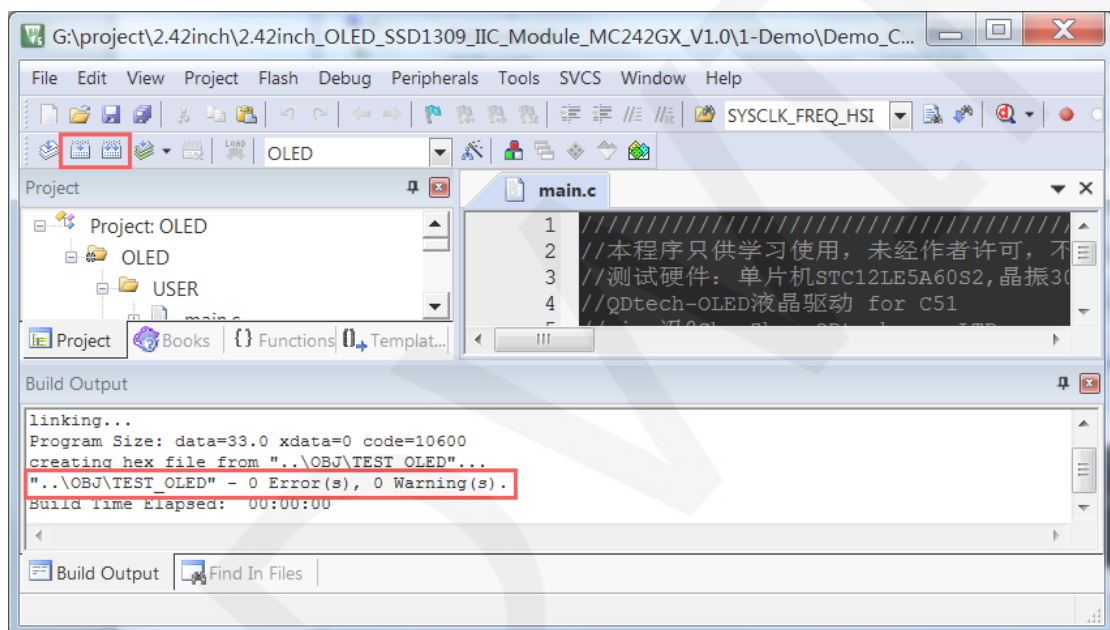 G:\project\2.42inch\2.42inch_OLED_SSD1309_IIC_Module_MC242GX_V1.0\1-Demo\Demo_C...
File Edit View Project Flash Debug Peripherals Tools SVCS Window Help
SYSCLK_FREQ_HSI
LOAD
OLED
Project
main.c
Project: OLED
OLED
USER
main.c
1 ///////////////////////////////////
2 //本程序只供学习使用，未经作者许可，不
3 //测试硬件：单片机STC12LE5A60S2,晶振30
4 //QDtech-OLED液晶驱动 for C51
Project Books {} Functions Templat...
Build Output
linking...
Program Size: data=33.0 xdata=0 code=10600
creating hex file from "..\OBJ\TEST_OLED"...
"..\OBJ\TEST_OLED" - 0 Error(s), 0 Warning(s).
Build Time Elapsed: 00:00:00
Build Output Find In Files